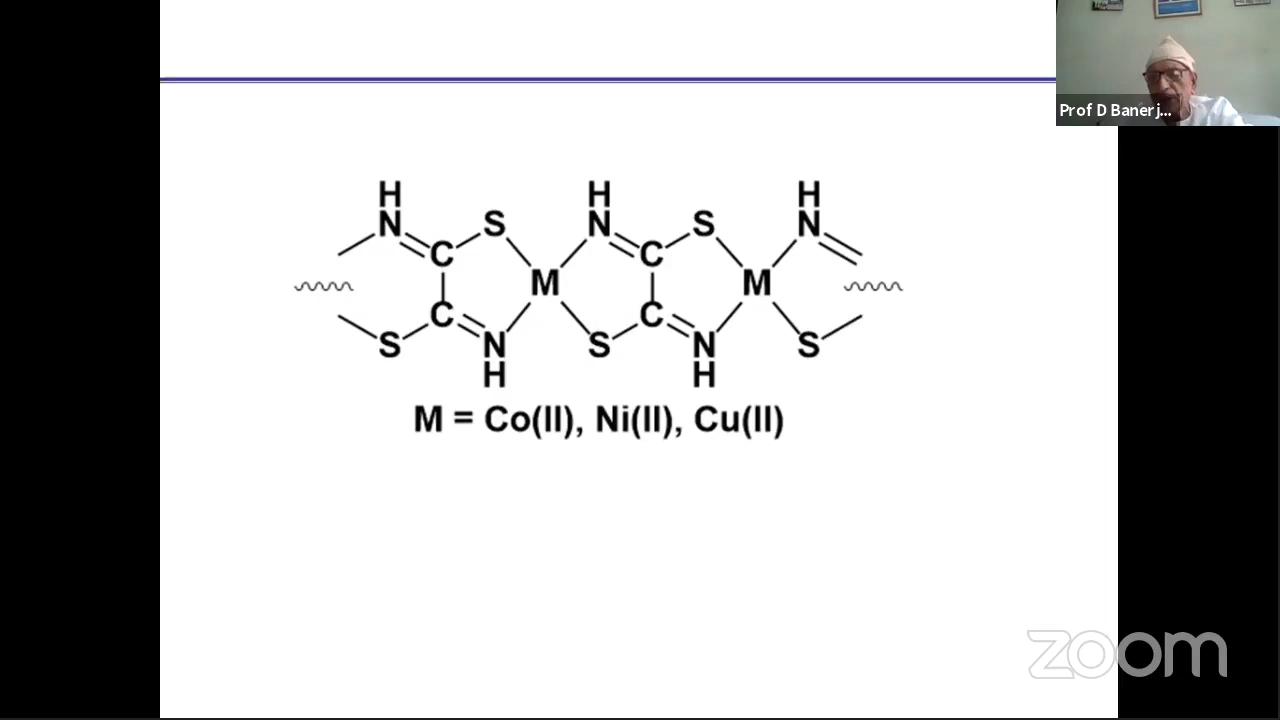 Prof D Banerj...
H H H
N S N S N
C C
M M
C C
S N S N S
H H
M = Co(II), Ni(II), Cu(II)
zoom